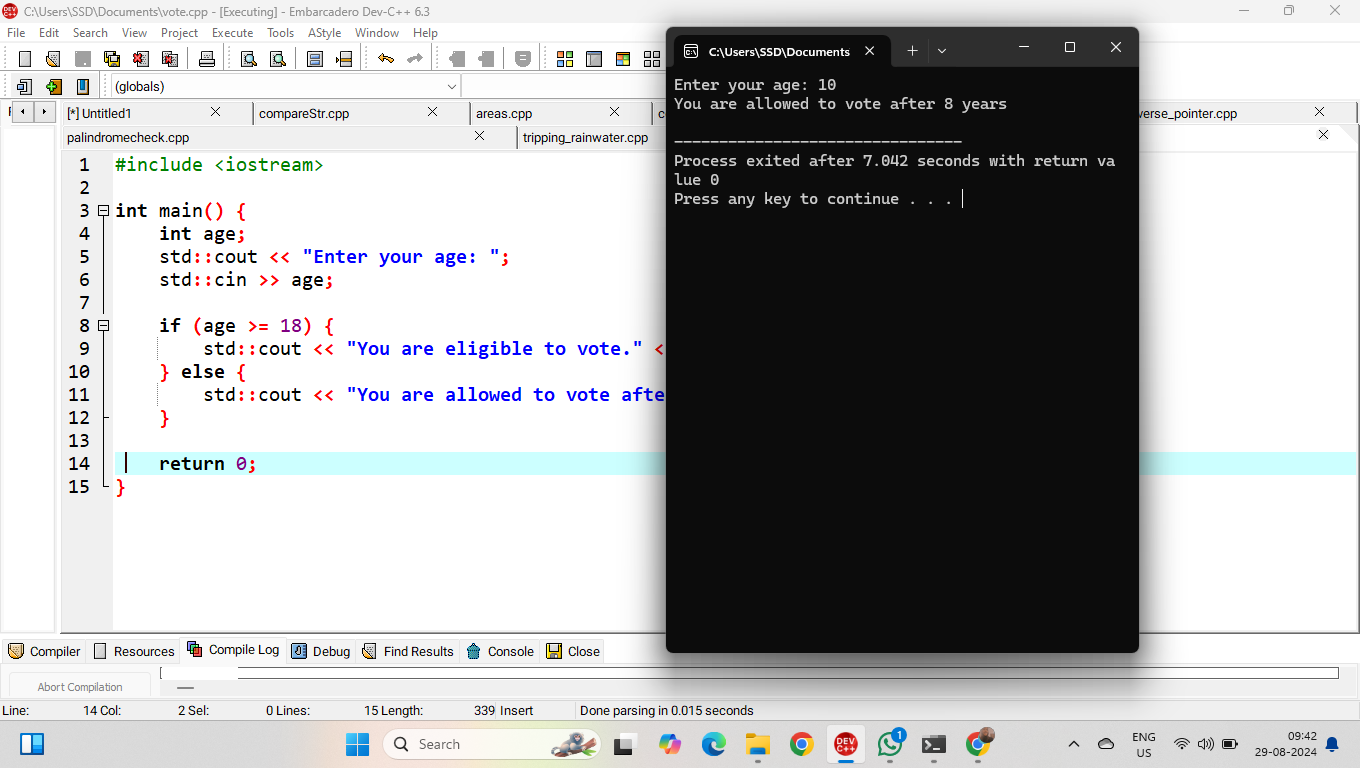 C:\Users\SSD\Documents\vote.cpp - [Executing] - Embarcadero Dev-C++ 6.3
File Edit Search View Project Execute Tools AStyle Window Help
(globals)
[*] Untitled1 compareStr.cpp areas.cpp verse_pointer.cpp
palindromecheck.cpp tripping_rainwater.cpp
1 #include <iostream>
2
3 int main() {
4 int age;
5 std::cout << "Enter your age: ";
6 std::cin >> age;
7
8 if (age >= 18) {
9 std::cout << "You are eligible to vote." <
10 } else {
11 std::cout << "You are allowed to vote afte
12 }
13
14 return 0;
15 }
C:\Users\SSD\Documents
Enter your age: 10
You are allowed to vote after 8 years
--------------------------------
Process exited after 7.042 seconds with return va
lue 0
Press any key to continue . . .
Compiler Resources Compile Log Debug Find Results Console Close
Abort Compilation
Line: 14 Col: 2 Sel: 0 Lines: 15 Length: 339 Insert Done parsing in 0.015 seconds
Search
DEV C++
1
ENG
US
09:42
29-08-2024